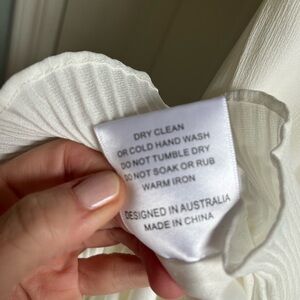 DRY CLEAN
OR COLD HAND WASH
DO NOT TUMBLE DRY
DO NOT SOAK OR RUB
WARM IRON
DESIGNED IN AUSTRALIA
MADE IN CHINA